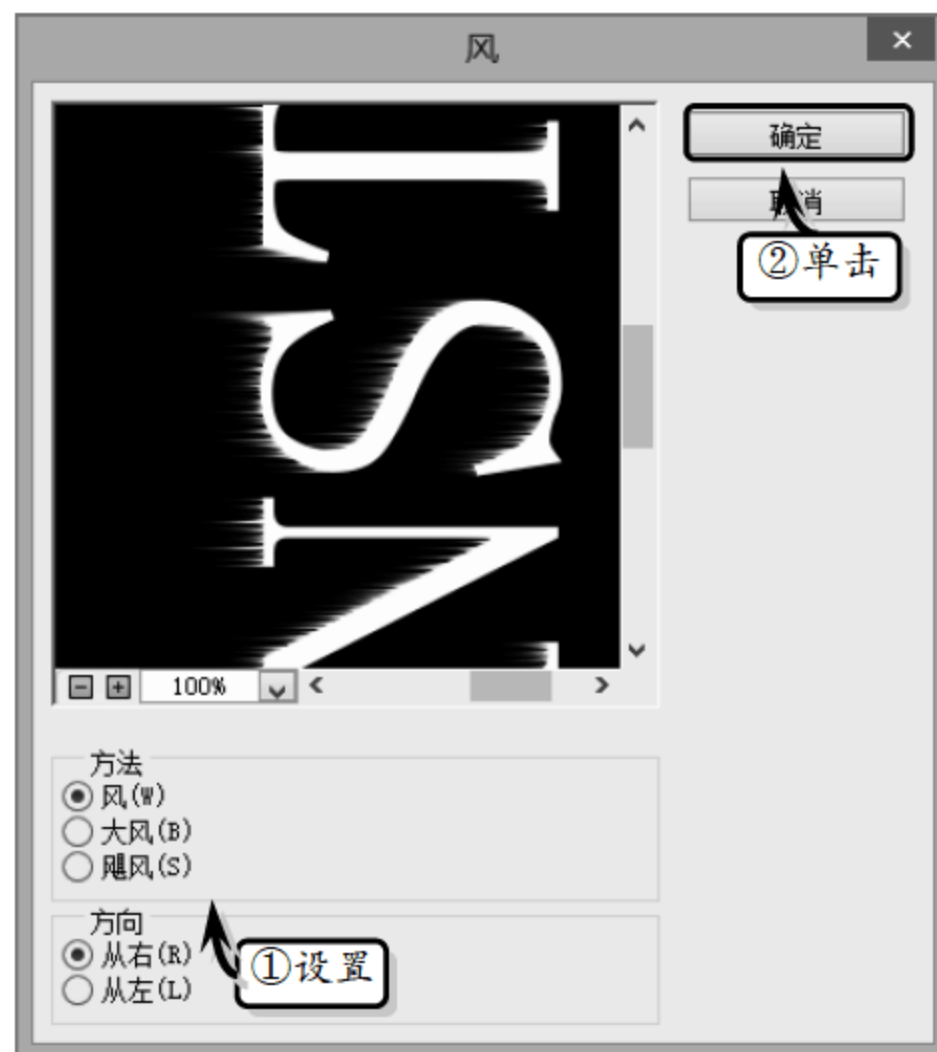 风
确定
取消
②单击
100%
方法
风(W)
大风(B)
飓风(S)
方向
从右(R)
从左(L)
①设置